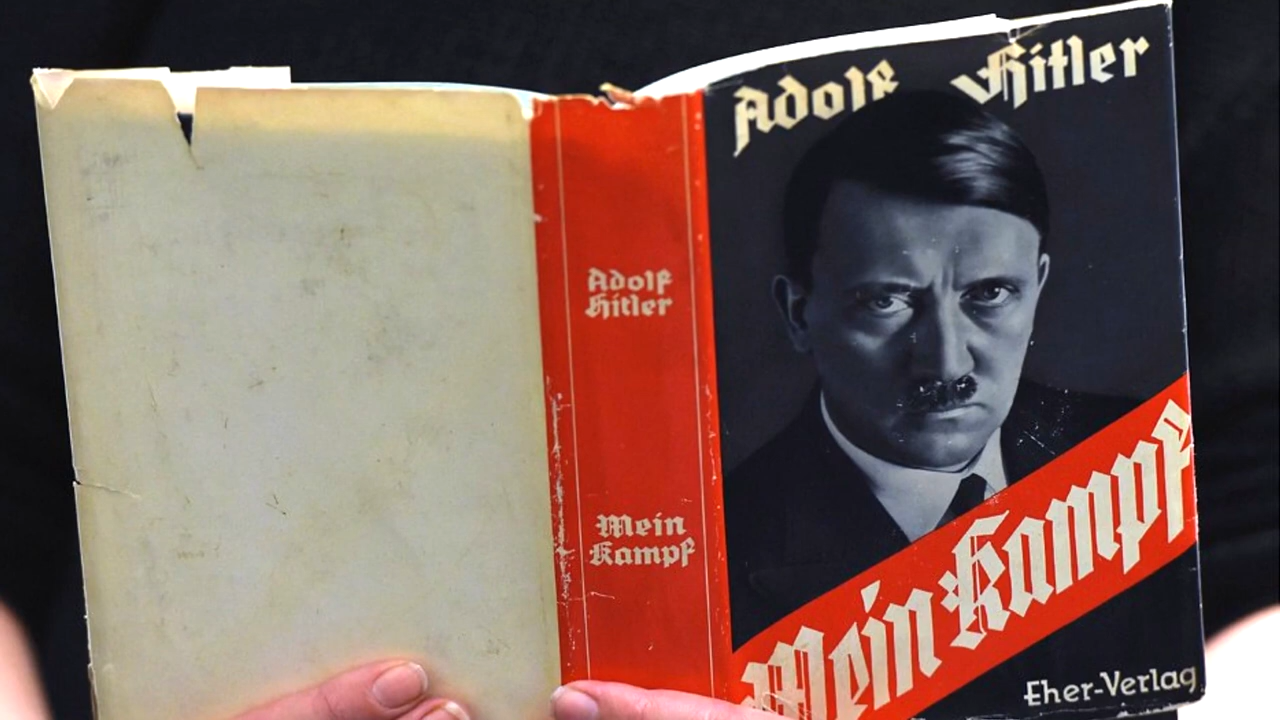 Adolf
Hitler
Mein
Kampf
Adolf Hitler
Mein Kampf
Eher-Verlag